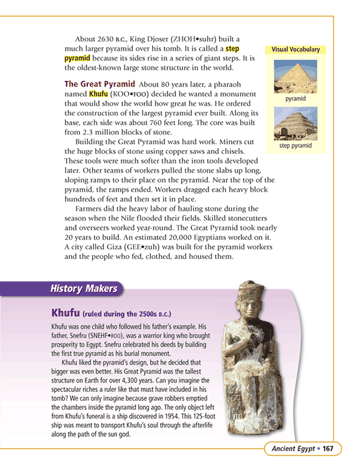 About 2630 B.C., King Djoser (ZHOH•suhr) built a
much larger pyramid over his tomb. It is called a step
pyramid because its sides rise in a series of giant steps. It is
the oldest-known large stone structure in the world.
The Great Pyramid About 80 years later, a pharaoh
named Khufu (KOO•FOO) decided he wanted a monument
that would show the world how great he was. He ordered
the construction of the largest pyramid ever built. Along its
base, each side was about 760 feet long. The core was built
from 2.3 million blocks of stone.
Building the Great Pyramid was hard work. Miners cut
the huge blocks of stone using copper saws and chisels.
These tools were much softer than the iron tools developed
later. Other teams of workers pulled the stone slabs up long,
sloping ramps to their place on the pyramid. Near the top of the
pyramid, the ramps ended. Workers dragged each heavy block
hundreds of feet and then set it in place.
Farmers did the heavy labor of hauling stone during the
season when the Nile flooded their fields. Skilled stonecutters
and overseers worked year-round. The Great Pyramid took nearly
20 years to build. An estimated 20,000 Egyptians worked on it.
A city called Giza (GEE•zuh) was built for the pyramid workers
and the people who fed, clothed, and housed them.
Visual Vocabulary
pyramid
step pyramid
History Makers
Khufu (ruled during the 2500s B.C.)
Khufu was one child who followed his father's example. His
father, Snefru (SNEHF•ROO), was a warrior king who brought
prosperity to Egypt. Snefru celebrated his deeds by building
the first true pyramid as his burial monument.
Khufu liked the pyramid's design, but he decided that
bigger was even better. His Great Pyramid was the tallest
structure on Earth for over 4,300 years. Can you imagine the
spectacular riches a ruler like that must have included in his
tomb? We can only imagine because grave robbers emptied
the chambers inside the pyramid long ago. The only object left
from Khufu's funeral is a ship discovered in 1954. This 125-foot
ship was meant to transport Khufu's soul through the afterlife
along the path of the sun god.
Ancient Egypt • 167